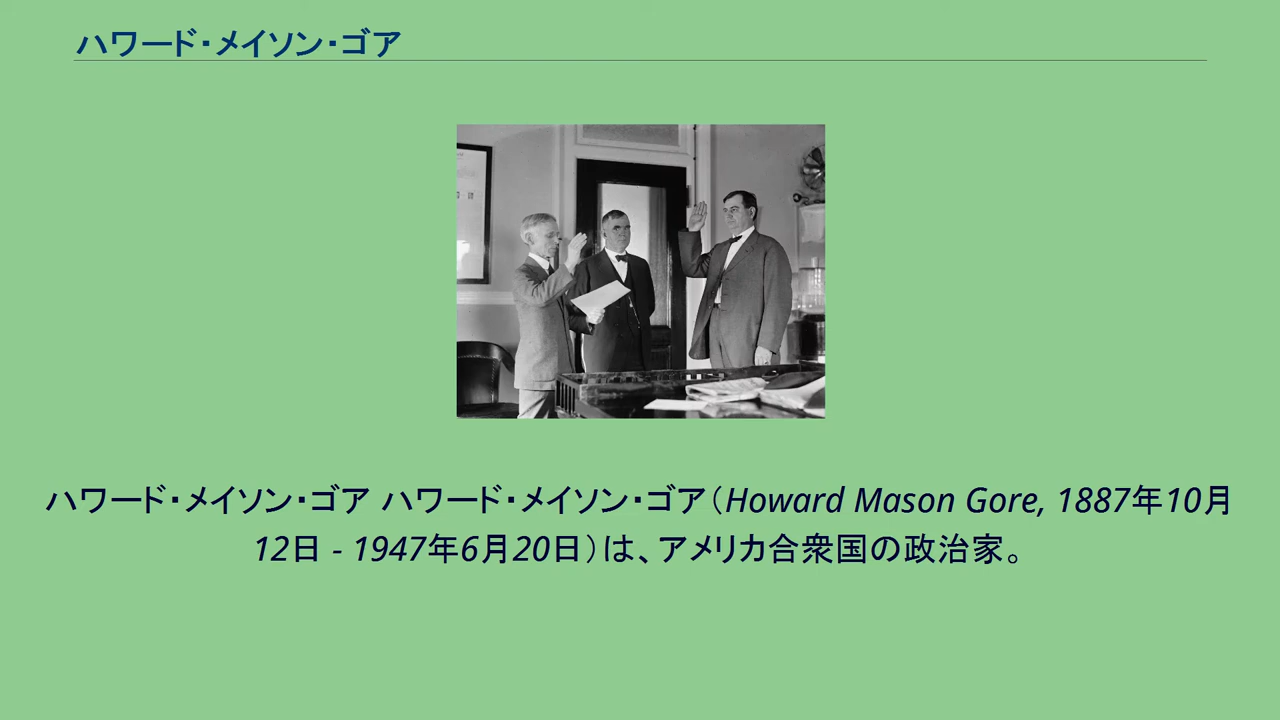 ハワード・メイソン・ゴア
ハワード・メイソン・ゴア ハワード・メイソン・ゴア（Howard Mason Gore, 1887年10月
12日 - 1947年6月20日）は、アメリカ合衆国の政治家。